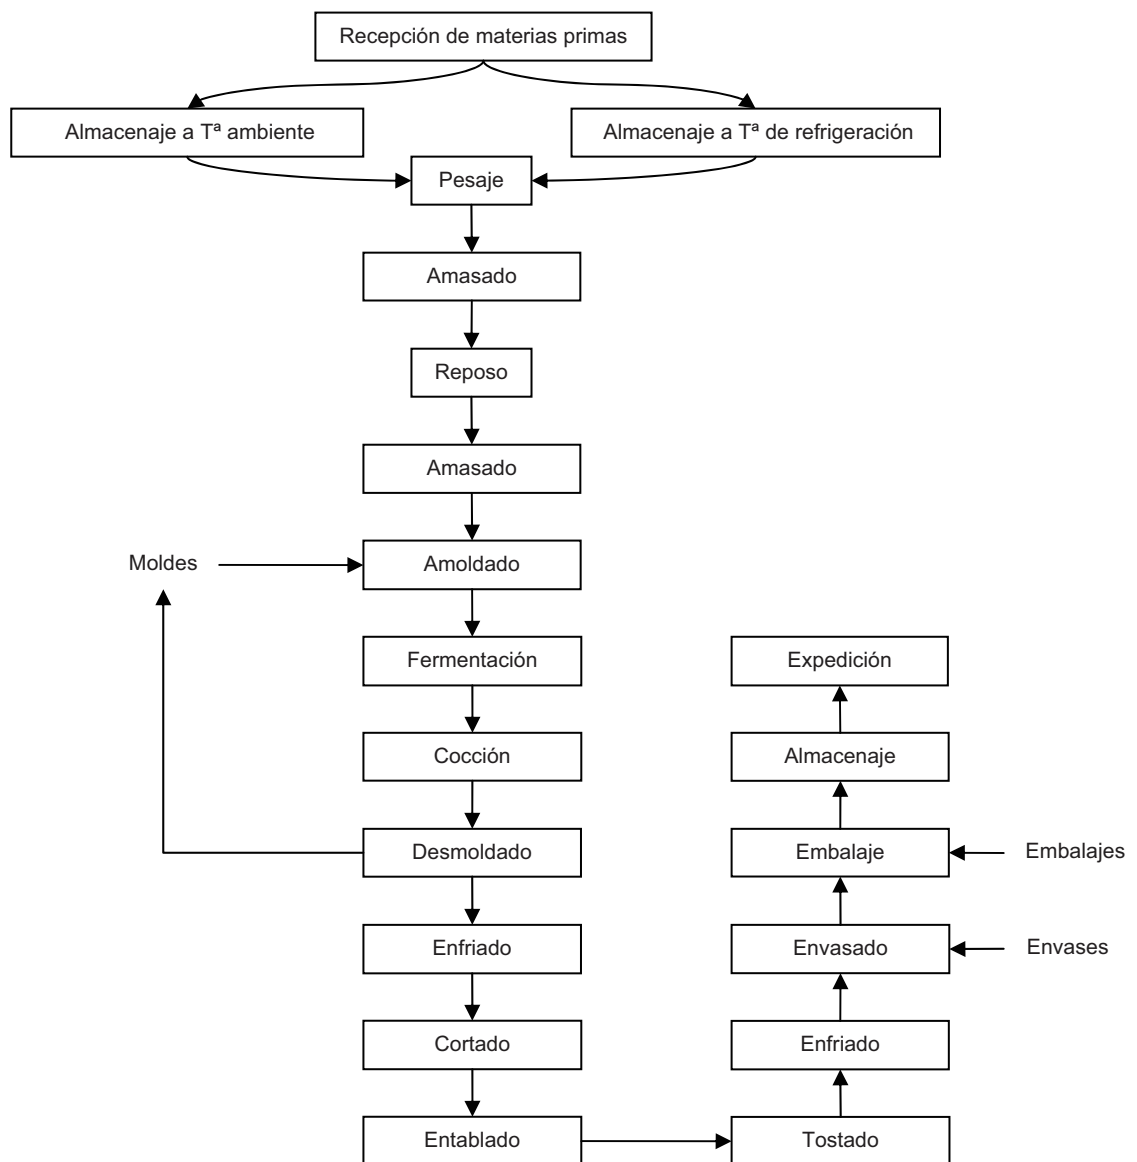 Recepción de materias primas
Almacenaje a Tª ambiente
Almacenaje a Tª de refrigeración
Pesaje
Amasado
Reposo
Amasado
Moldes
Amoldado
Fermentación
Cocción
Desmoldado
Enfriado
Cortado
Entablado
Tostado
Enfriado
Envasado
Envases
Embalaje
Embalajes
Almacenaje
Expedición